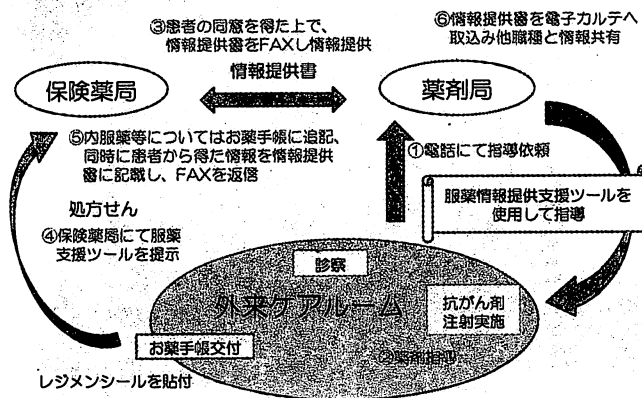 ③患者の同意を得た上で、
情報提供書をFAXし情報提供
⑥情報提供書を電子カルテへ
取込み他職種と情報共有
情報提供書
保険薬局
薬剤局
⑤内服薬等についてはお薬手帳に追記、
同時に患者から得た情報を情報提供
書に記載し、FAXを返信
①電話にて指導依頼
服薬情報提供支援ツールを
使用して指導
処方せん
④保険薬局にて服薬
支援ツールを提示
診察
外来ケアルーム
抗がん剤
注射実施
お薬手帳交付
②薬剤指導
レジメンシールを貼付